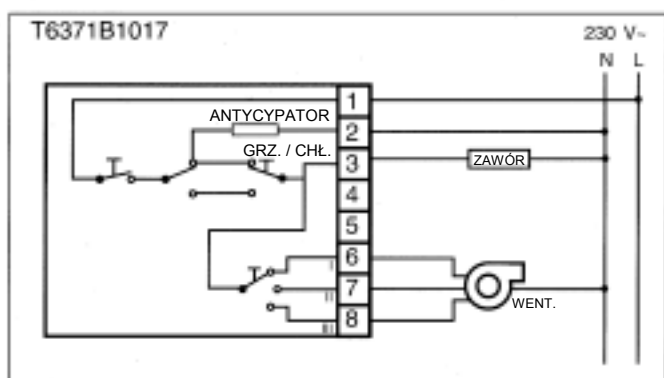 T6371B1017
230 V~
N L
1
ANTYCYPATOR
2
GRZ. / CHŁ.
3
ZAWÓR
4
5
6
I
7
II
WENT.
8
III